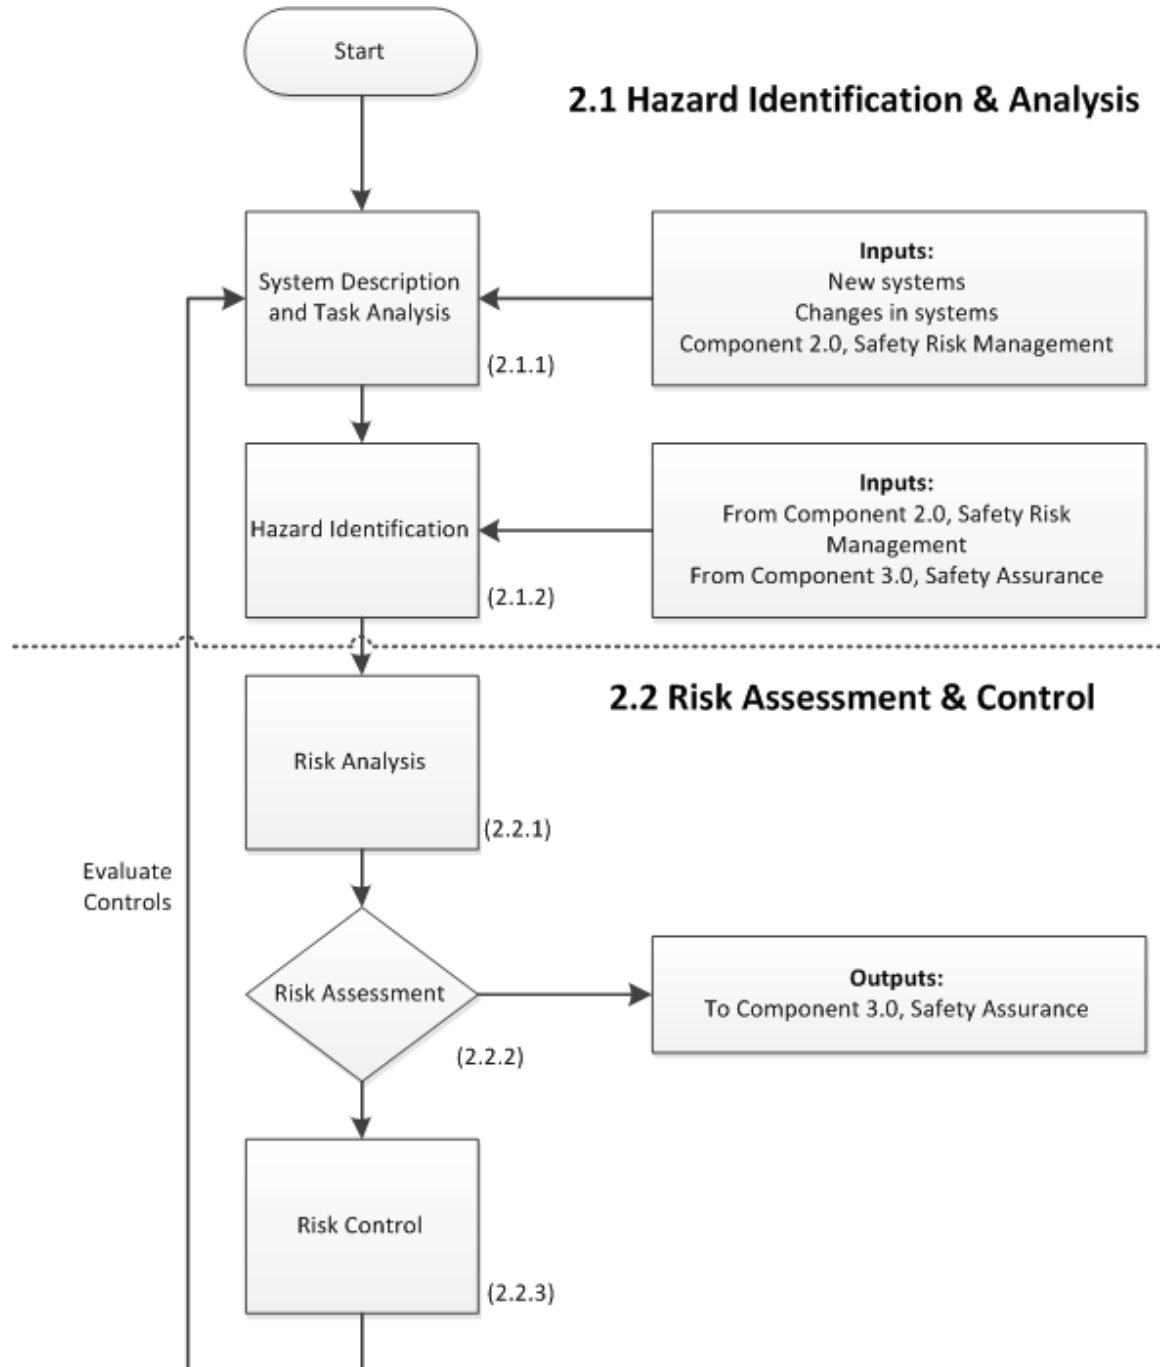 Start
2.1 Hazard Identification & Analysis
System Description
and Task Analysis
(2.1.1)
Inputs:
New systems
Changes in systems
Component 2.0, Safety Risk Management
Hazard Identification
(2.1.2)
Inputs:
From Component 2.0, Safety Risk
Management
From Component 3.0, Safety Assurance
2.2 Risk Assessment & Control
Risk Analysis
(2.2.1)
Evaluate
Controls
Risk Assessment
(2.2.2)
Outputs:
To Component 3.0, Safety Assurance
Risk Control
(2.2.3)